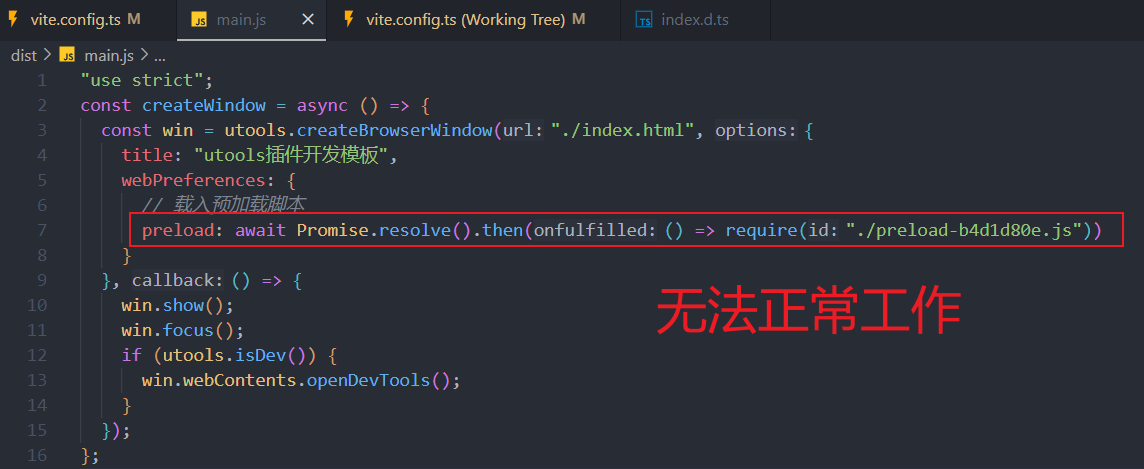 vite.config.ts M JS main.js × vite.config.ts (Working Tree) M TS index.d.ts
dist > JS main.js > ...
1 "use strict";
2 const createWindow = async () => {
3 const win = utools.createBrowserWindow(url: "./index.html", options: {
4 title: "utools插件开发模板",
5 webPreferences: {
6 // 载入预加载脚本
7 preload: await Promise.resolve().then(onfulfilled: () => require(id: "./preload-b4d1d80e.js"))
8 }
9 }, callback: () => {
10 win.show();
无法正常工作
11 win.focus();
12 if (utools.isDev()) {
13 win.webContents.openDevTools();
14 }
15 });
16 };